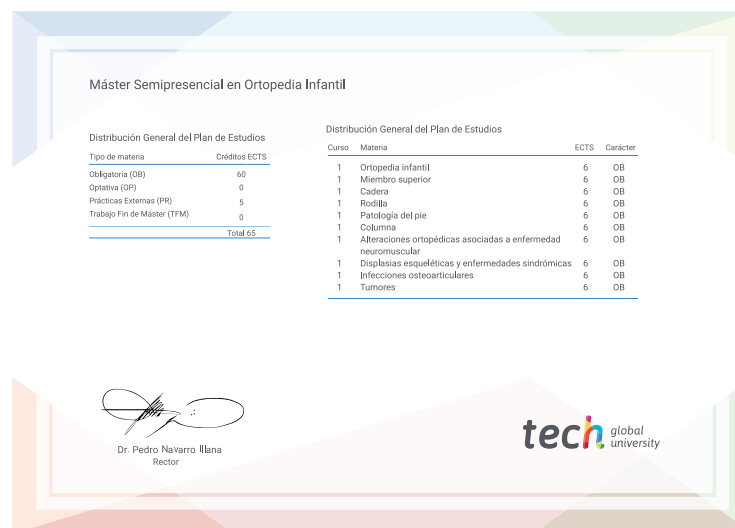 Máster Semipresencial en Ortopedia Infantil
Distribución General del Plan de Estudios
Tipo de materia Créditos ECTS
Obligatoria (OB) 60
Optativa (OP) 0
Prácticas Externas (PR) 5
Trabajo Fin de Máster (TFM) 0
Total 65
Distribución General del Plan de Estudios
Curso Materia ECTS Carácter
1 Ortopedia infantil 6 OB
1 Miembro superior 6 OB
1 Cadera 6 OB
1 Rodilla 6 OB
1 Patología del pie 6 OB
1 Columna 6 OB
1 Alteraciones ortopédicas asociadas a enfermedad 6 OB
neuromuscular
1 Displasias esqueléticas y enfermedades sindrómicas 6 OB
1 Infecciones osteoarticulares 6 OB
1 Tumores 6 OB
Dr. Pedro Navarro Illana
Rector
tech global
university